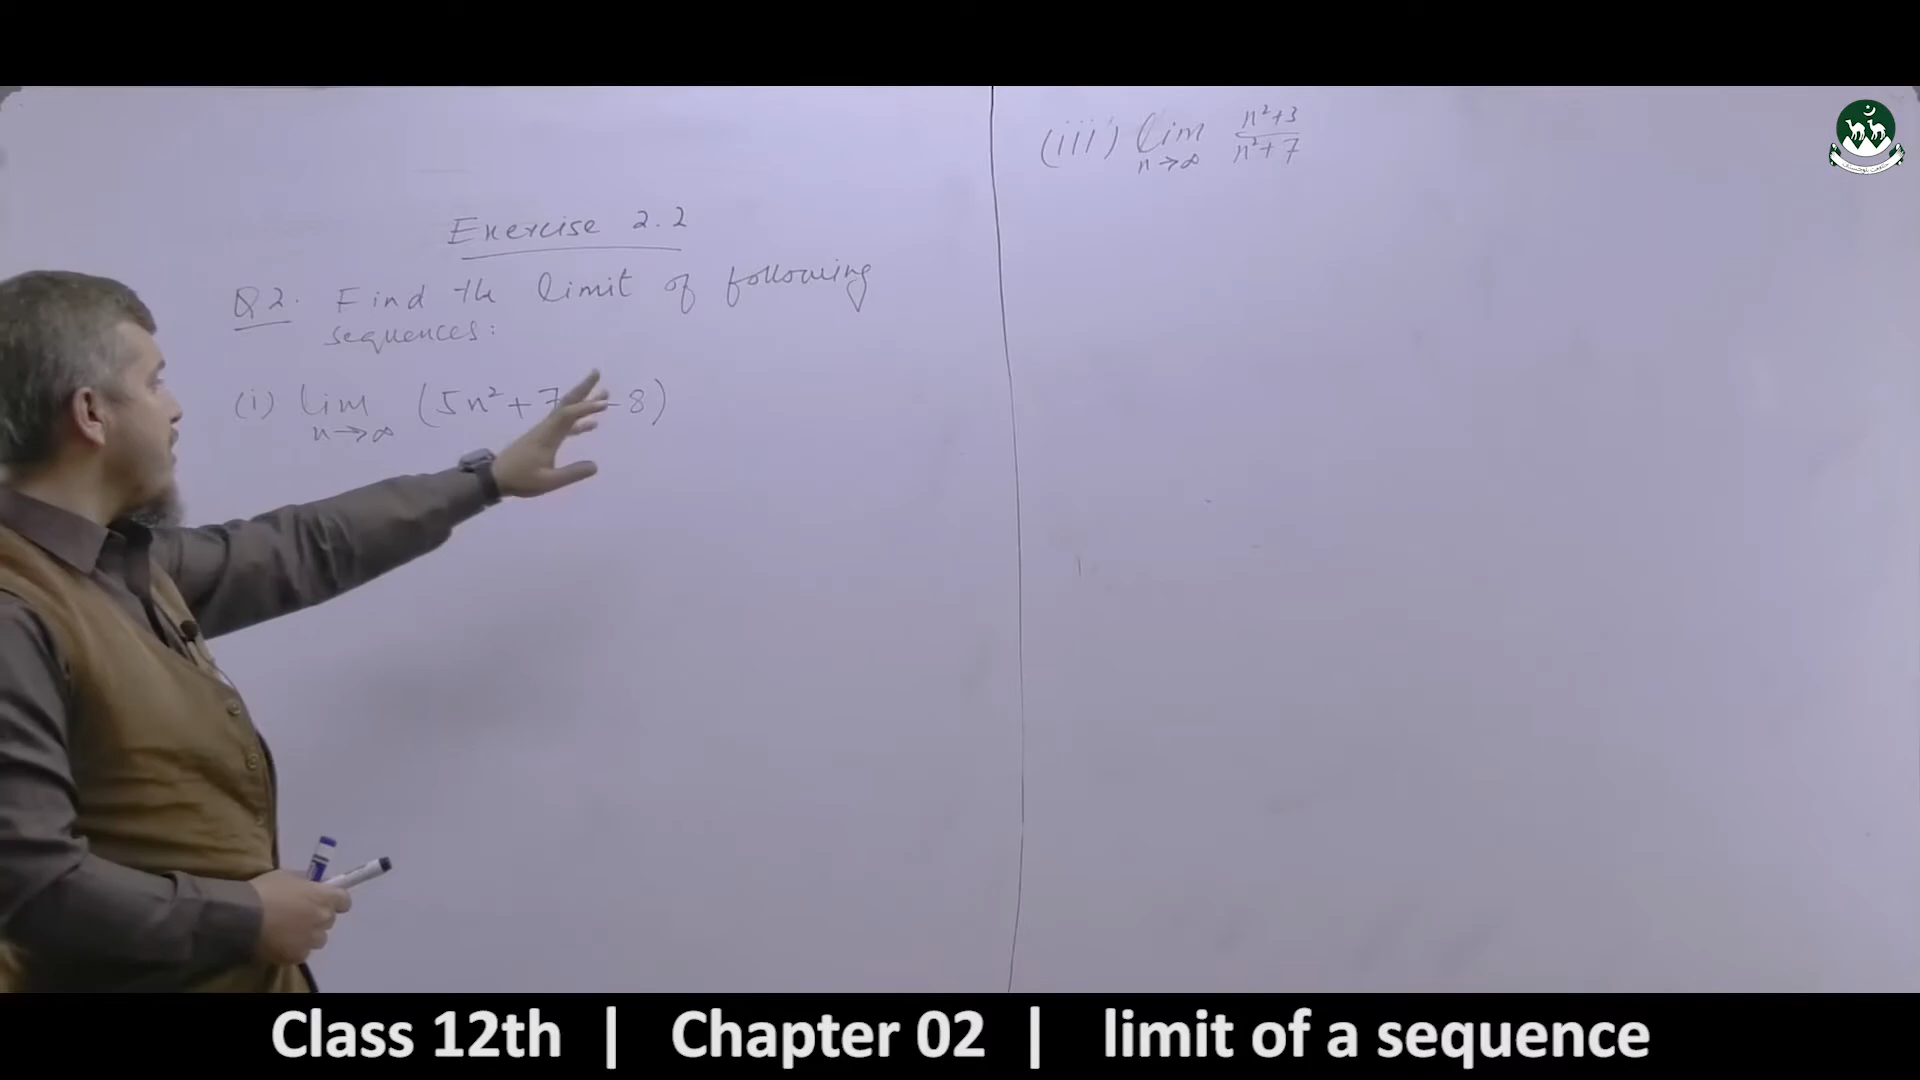 Exercise 2.2
Q2. Find the limit of following
sequences:
(i) lim (5n²+7 -8)
n→∞
(iii) lim n²+3
n→∞ n²+7
Class 12th | Chapter 02 | limit of a sequence